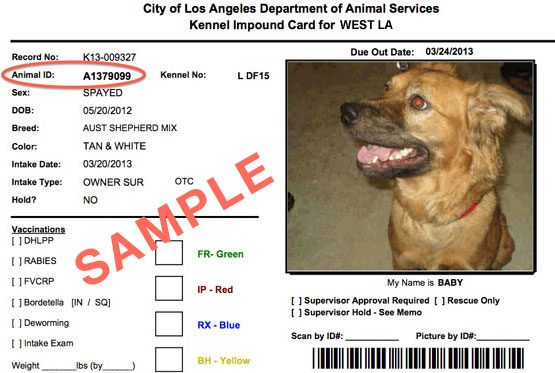 City of Los Angeles Department of Animal Services
Kennel Impound Card for WEST LA
Record No: K13-009327
Due Out Date: 03/24/2013
Animal ID: A1379099 Kennel No: L DF15
Sex: SPAYED
DOB: 05/20/2012
Breed: AUST SHEPHERD MIX
Color: TAN & WHITE
Intake Date: 03/20/2013
Intake Type: OWNER SUR OTC
Hold? NO
SAMPLE
Vaccinations
[ ] DHLPP
[ ] RABIES
[ ] FVCRP
[ ] Bordetella [IN / SQ]
[ ] Deworming
[ ] Intake Exam
Weight _______lbs (by______)
FR- Green
IP - Red
RX - Blue
BH - Yellow
My Name is BABY
[ ] Supervisor Approval Required [ ] Rescue Only
[ ] Supervisor Hold - See Memo
Scan by ID#: ________ Picture by ID#: ________